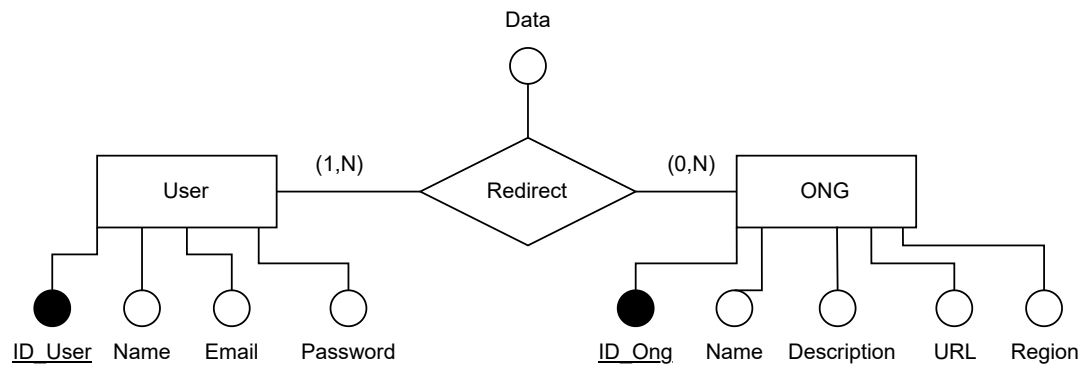 Data
(1,N)
(0,N)
User
Redirect
ONG
ID_User
Name
Email
Password
ID_Ong
Name
Description
URL
Region